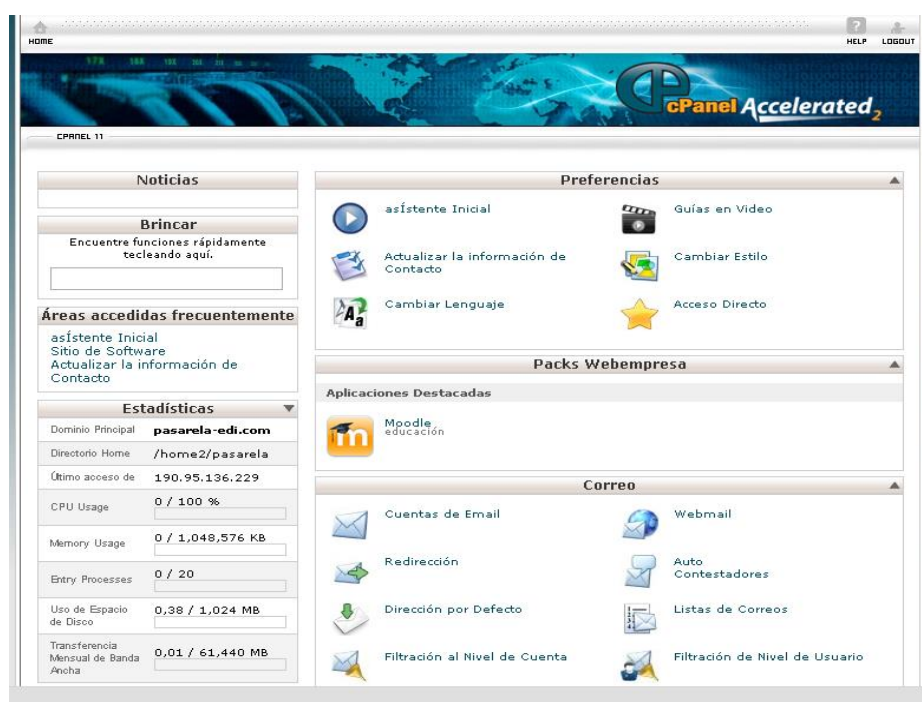 HOME
HELP LOGOUT
cPanel Accelerated2
CPANEL 11
Noticias
Brincar
Encuentre funciones rápidamente
tecleando aquí.
Áreas accedidas frecuentemente
asÍstente Inicial
Sitio de Software
Actualizar la información de
Contacto
Estadísticas
Dominio Principal pasarela-edi.com
Directorio Home /home2/pasarela
Último acceso de 190.95.136.229
CPU Usage 0 / 100 %
Memory Usage 0 / 1,048,576 KB
Entry Processes 0 / 20
Uso de Espacio
de Disco 0,38 / 1,024 MB
Transferencia
Mensual de Banda
Ancha 0,01 / 61,440 MB
Preferencias
asÍstente Inicial
Guías en Video
Actualizar la información de
Contacto
Cambiar Estilo
Cambiar Lenguaje
Acceso Directo
Packs Webempresa
Aplicaciones Destacadas
Moodle
educación
Correo
Cuentas de Email
Webmail
Redirección
Auto
Contestadores
Dirección por Defecto
Listas de Correos
Filtración al Nivel de Cuenta
Filtración de Nivel de Usuario